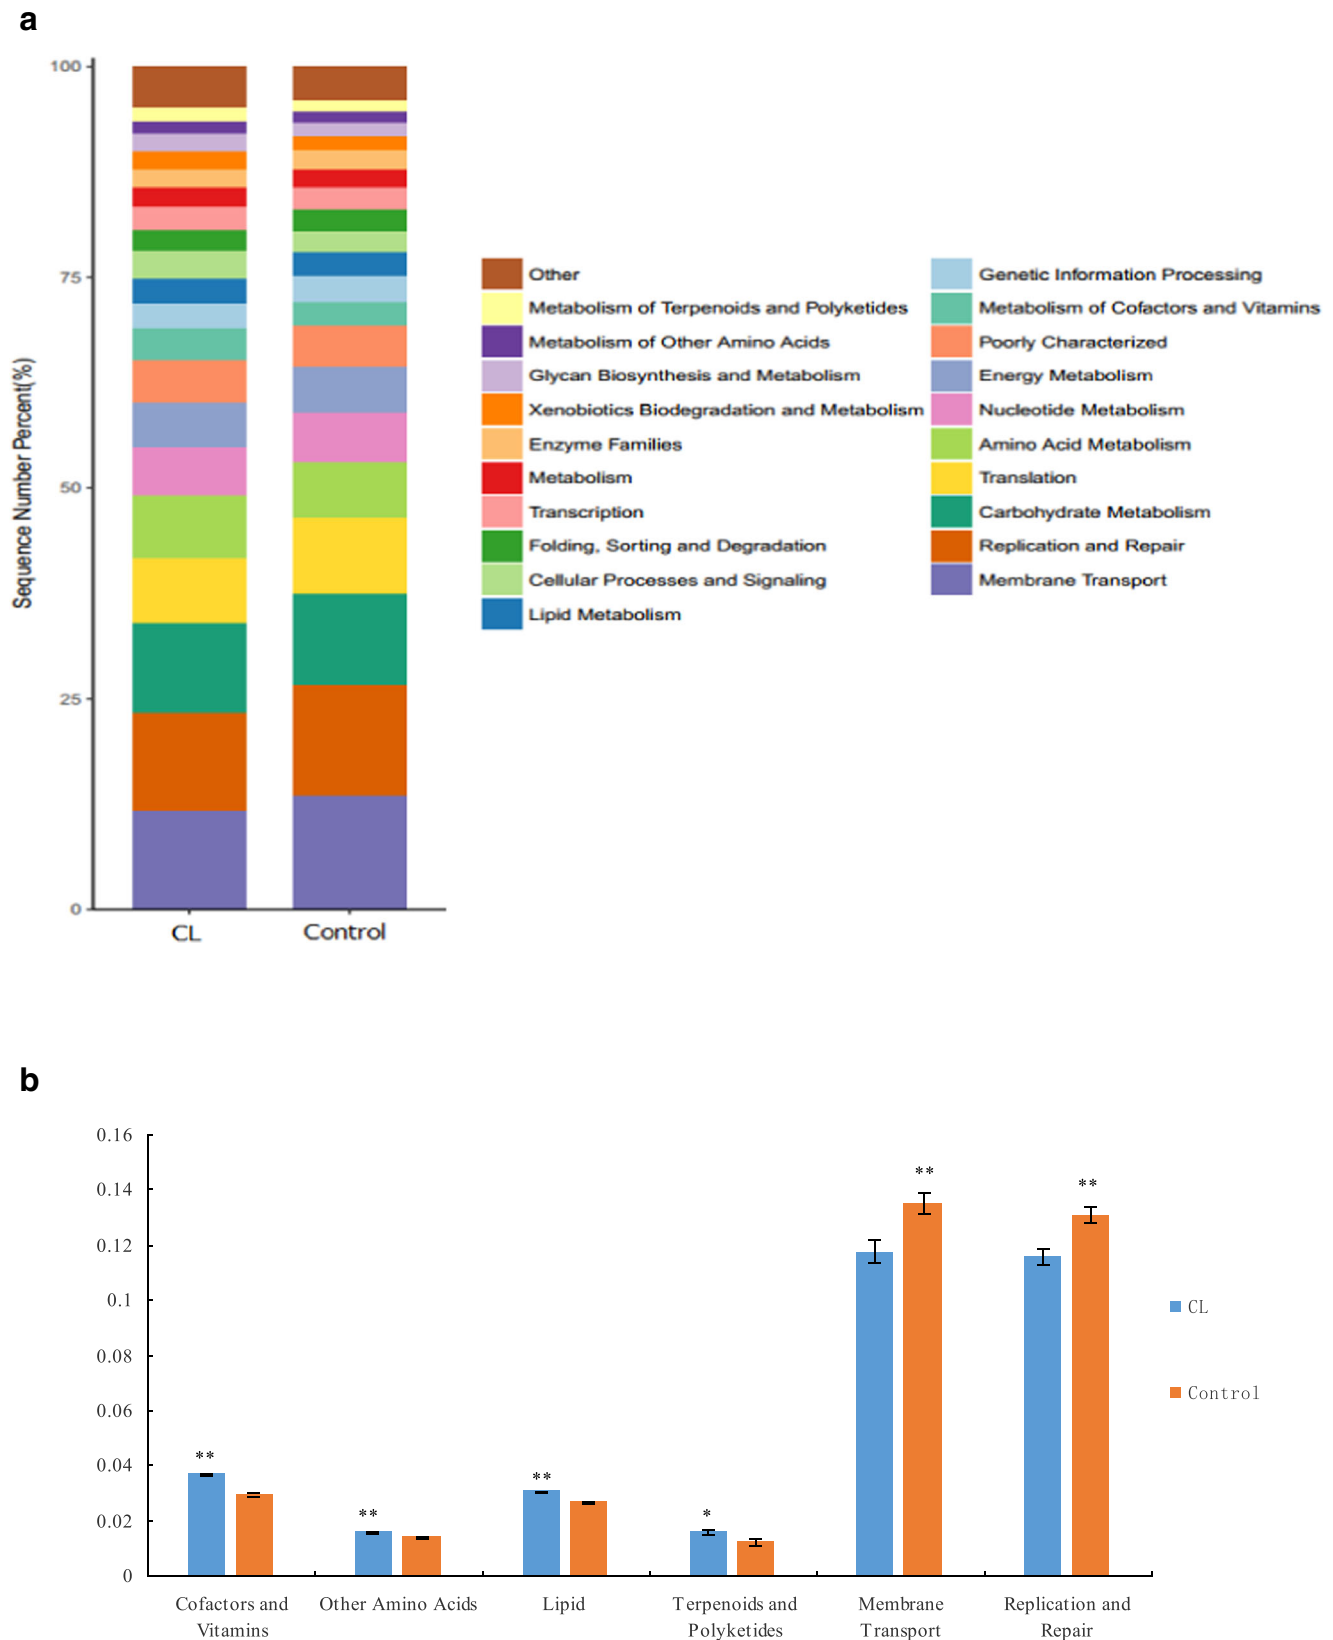 a
100
75
50
25
0
Sequence Number Percent(%)
CL
Control
Other
Metabolism of Terpenoids and Polyketides
Metabolism of Other Amino Acids
Glycan Biosynthesis and Metabolism
Xenobiotics Biodegradation and Metabolism
Enzyme Families
Metabolism
Transcription
Folding, Sorting and Degradation
Cellular Processes and Signaling
Lipid Metabolism
Genetic Information Processing
Metabolism of Cofactors and Vitamins
Poorly Characterized
Energy Metabolism
Nucleotide Metabolism
Amino Acid Metabolism
Translation
Carbohydrate Metabolism
Replication and Repair
Membrane Transport
b
0.16
0.14
0.12
0.1
0.08
0.06
0.04
0.02
0
**
**
**
*
**
**
Cofactors and
Vitamins
Other Amino Acids
Lipid
Terpenoids and
Polyketides
Membrane
Transport
Replication and
Repair
CL
Control